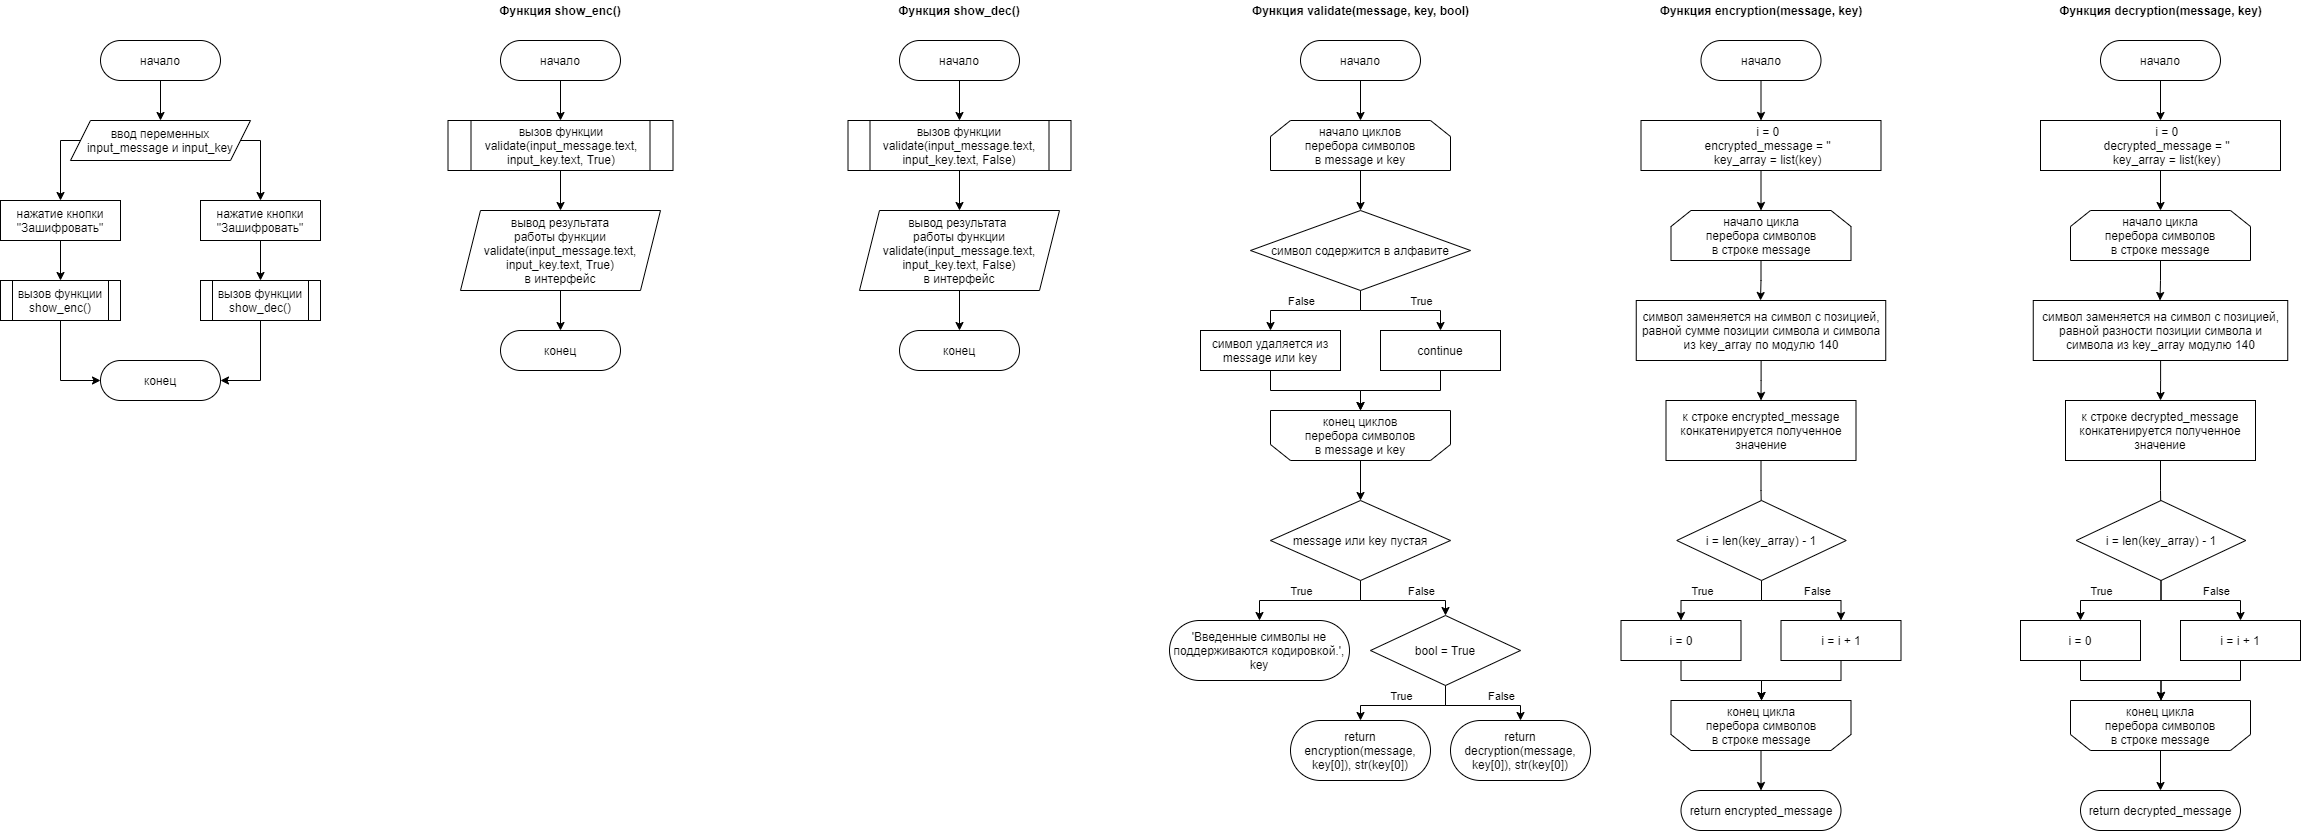 начало
ввод переменных
input_message и input_key
нажатие кнопки
"Зашифровать"
вызов функции
show_enc()
нажатие кнопки
"Зашифровать"
вызов функции
show_dec()
конец
Функция show_enc()
начало
вызов функции
validate(input_message.text,
input_key.text, True)
вывод результата
работы функции
validate(input_message.text,
input_key.text, True)
в интерфейс
конец
Функция show_dec()
начало
вызов функции
validate(input_message.text,
input_key.text, False)
вывод результата
работы функции
validate(input_message.text,
input_key.text, False)
в интерфейс
конец
Функция validate(message, key, bool)
начало
начало циклов
перебора символов
в message и key
символ содержится в алфавите
False
True
символ удаляется из
message или key
continue
конец циклов
перебора символов
в message и key
message или key пустая
True
False
'Введенные символы не
поддерживаются кодировкой.',
key
bool = True
True
False
return
encryption(message,
key[0]), str(key[0])
return
decryption(message,
key[0]), str(key[0])
Функция encryption(message, key)
начало
i = 0
encrypted_message = ''
key_array = list(key)
начало цикла
перебора символов
в строке message
символ заменяется на символ с позицией,
равной сумме позиции символа и символа
из key_array по модулю 140
к строке encrypted_message
конкатенируется полученное
значение
i = len(key_array) - 1
True
False
i = 0
i = i + 1
конец цикла
перебора символов
в строке message
return encrypted_message
Функция decryption(message, key)
начало
i = 0
decrypted_message = ''
key_array = list(key)
начало цикла
перебора символов
в строке message
символ заменяется на символ с позицией,
равной разности позиции символа и
символа из key_array модулю 140
к строке decrypted_message
конкатенируется полученное
значение
i = len(key_array) - 1
True
False
i = 0
i = i + 1
конец цикла
перебора символов
в строке message
return decrypted_message